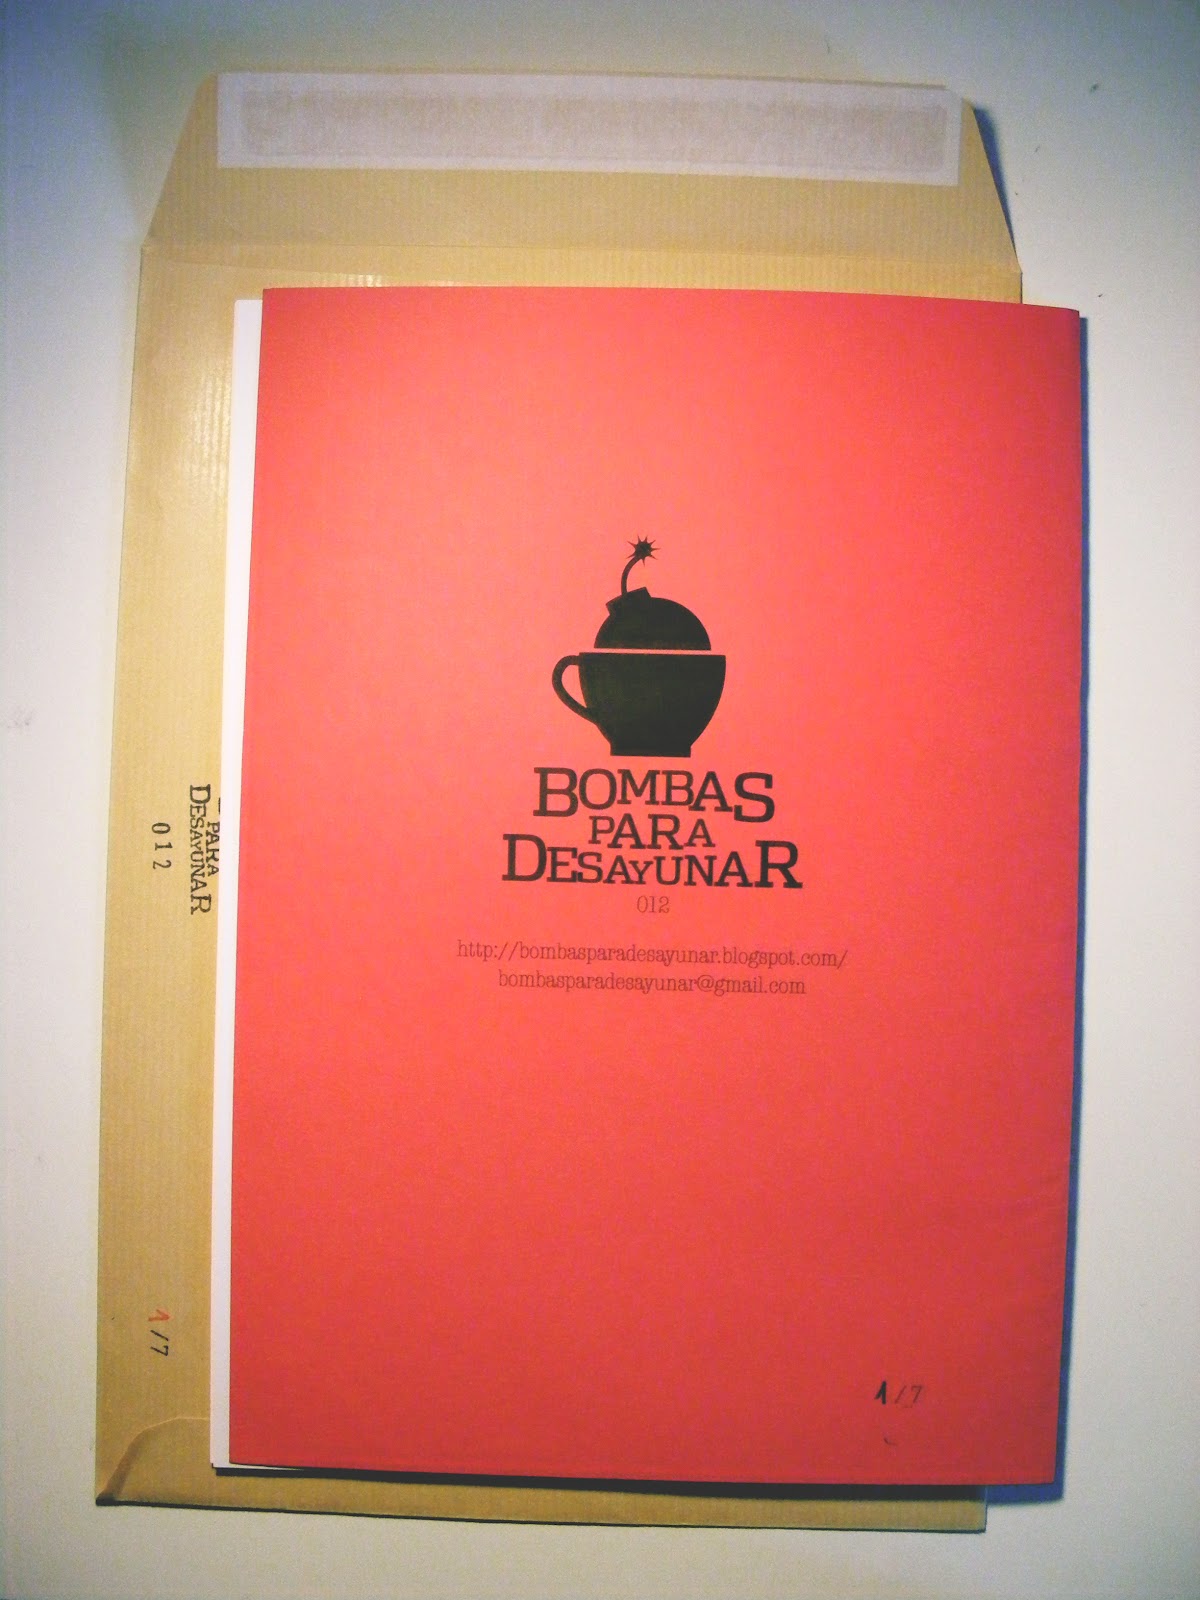 BOMBAS
PARA
DESAYUNAR
012
http://bombasparadesayunar.blogspot.com/
bombasparadesayunar@gmail.com
1/7
PARA
DESAYUNAR
012
1/7